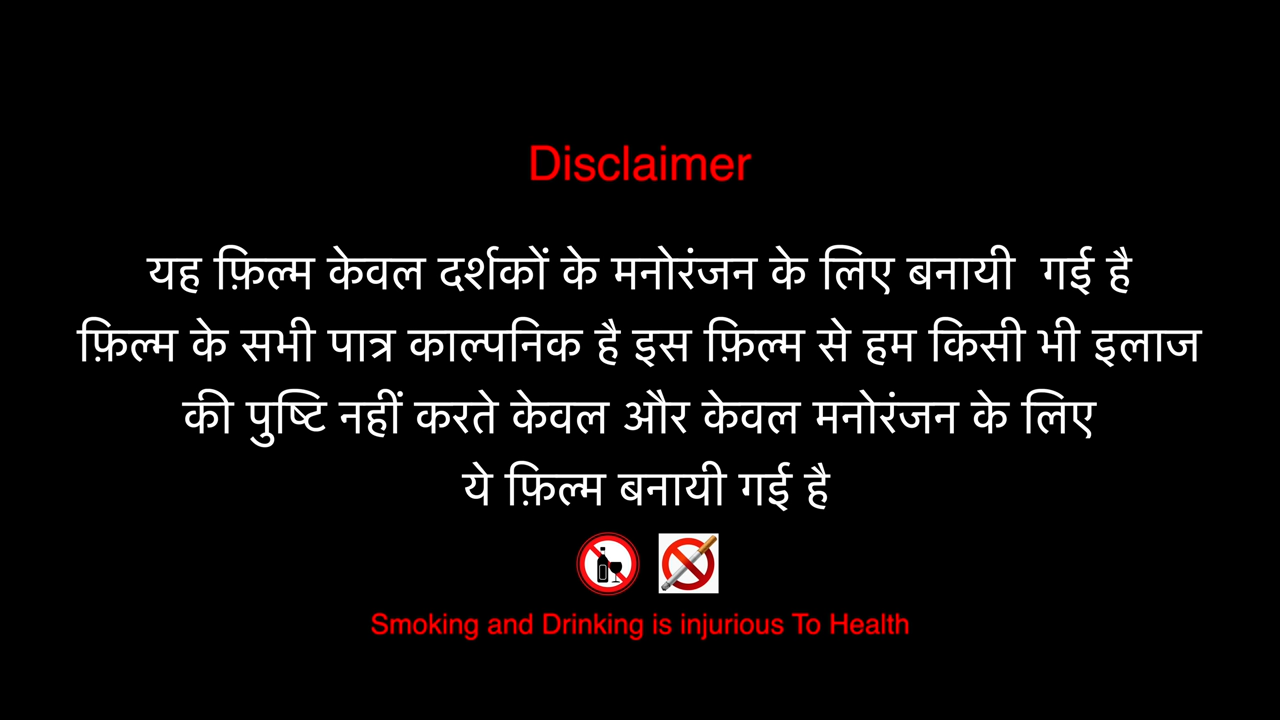 Disclaimer
यह फ़िल्म केवल दर्शकों के मनोरंजन के लिए बनायी  गई है
फ़िल्म के सभी पात्र काल्पनिक है इस फ़िल्म से हम किसी भी इलाज
की पुष्टि नहीं करते केवल और केवल मनोरंजन के लिए
ये फ़िल्म बनायी गई है
Smoking and Drinking is injurious To Health